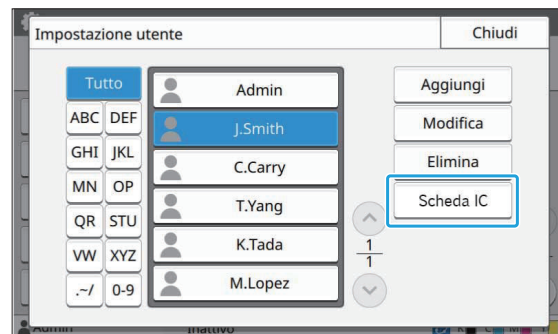 Impostazione utente
Chiudi
Tutto
ABC DEF
GHI JKL
MN OP
QR STU
VW XYZ
.~/ 0-9
Admin
J.Smith
C.Carry
T.Yang
K.Tada
M.Lopez
1
1
Aggiungi
Modifica
Elimina
Scheda IC
Admin
Inattivo